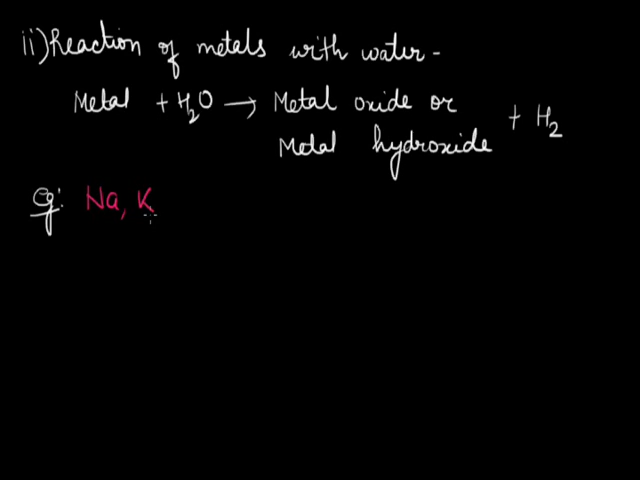 ii) Reaction of metals with water -
Metal + H₂O → Metal oxide or
Metal hydroxide + H₂
Eg: Na, K